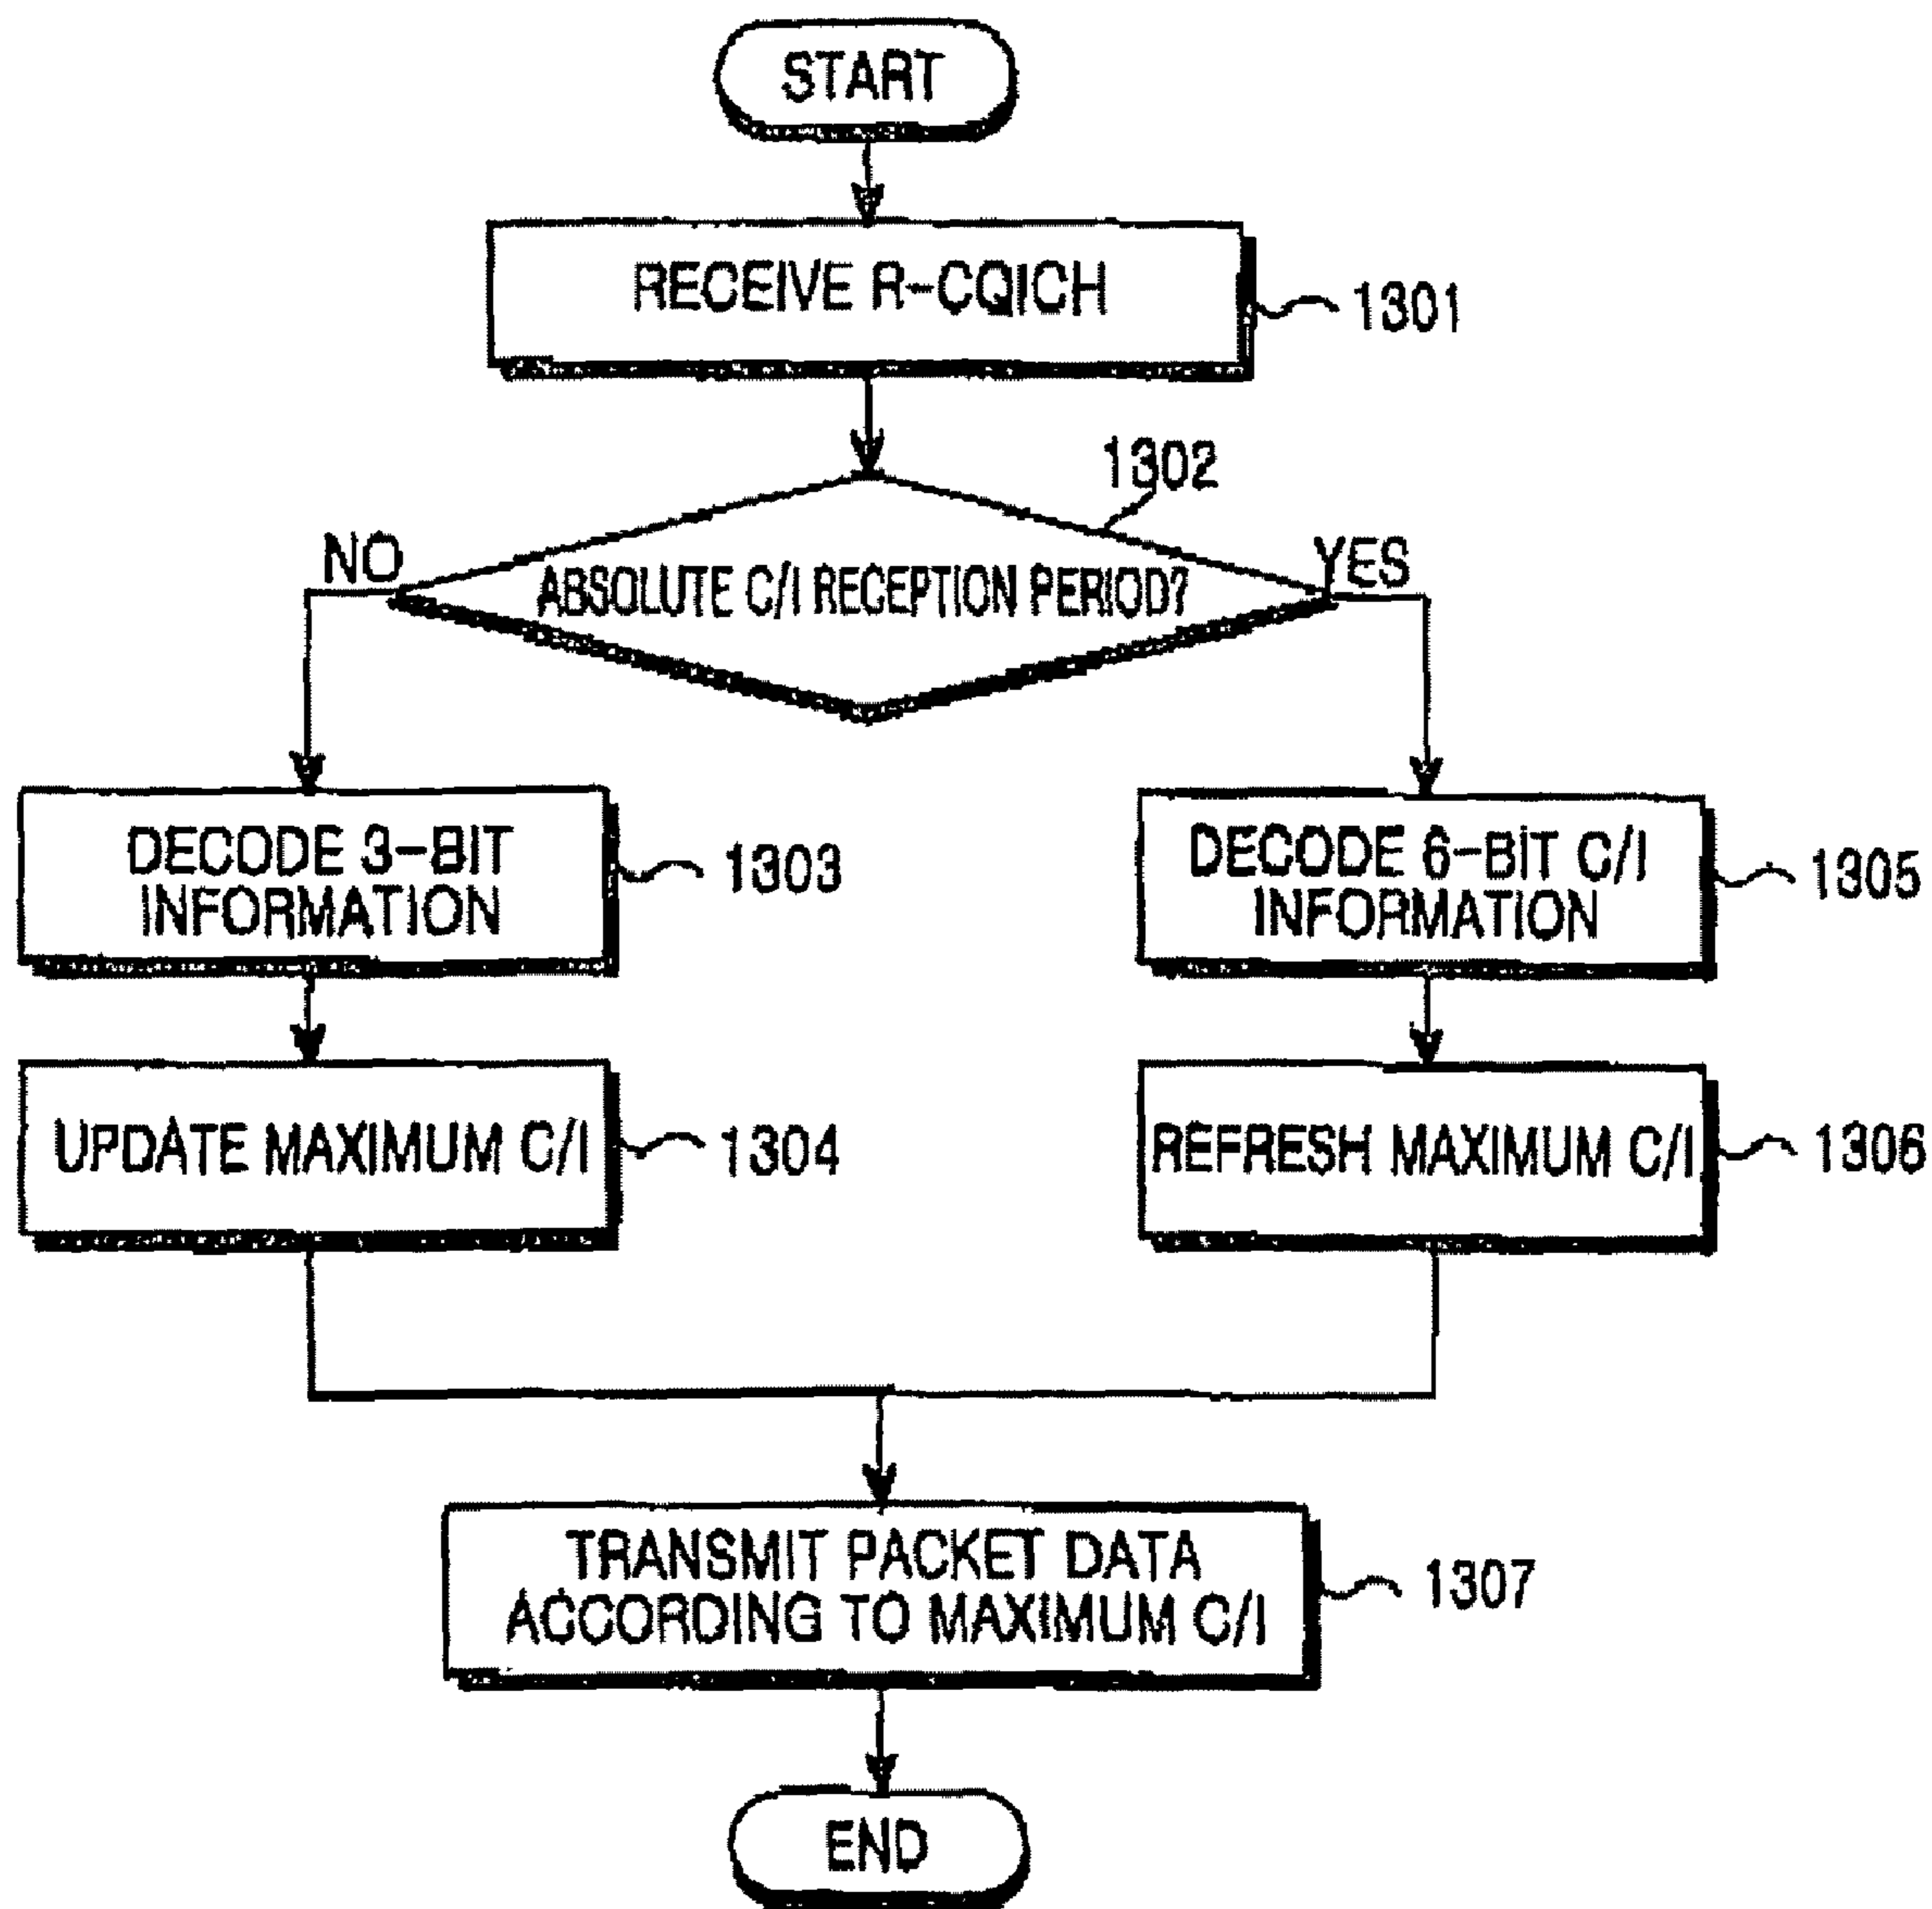 START
RECEIVE R-CQICH
1301
1302
NO
ABSOLUTE C/I RECEPTION PERIOD?
YES
DECODE 3-BIT
INFORMATION
1303
DECODE 6-BIT C/I
INFORMATION
1305
UPDATE MAXIMUM C/I
1304
REFRESH MAXIMUM C/I
1306
TRANSMIT PACKET DATA
ACCORDING TO MAXIMUM C/I
1307
END